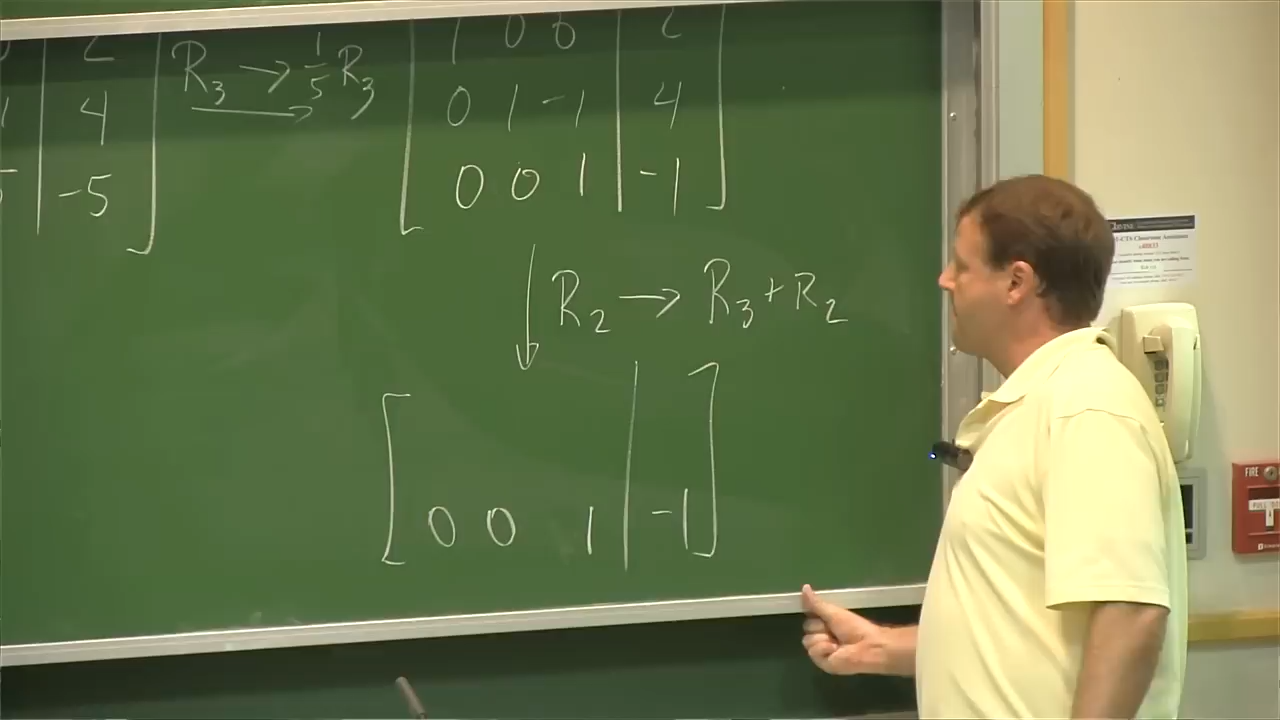 R₃ → 1/5 R₃
4
-5
1 0 0 | 2
0 1 -1 | 4
0 0 1 | -1
R₂ → R₃ + R₂
0 0 1 | -1
FIRE